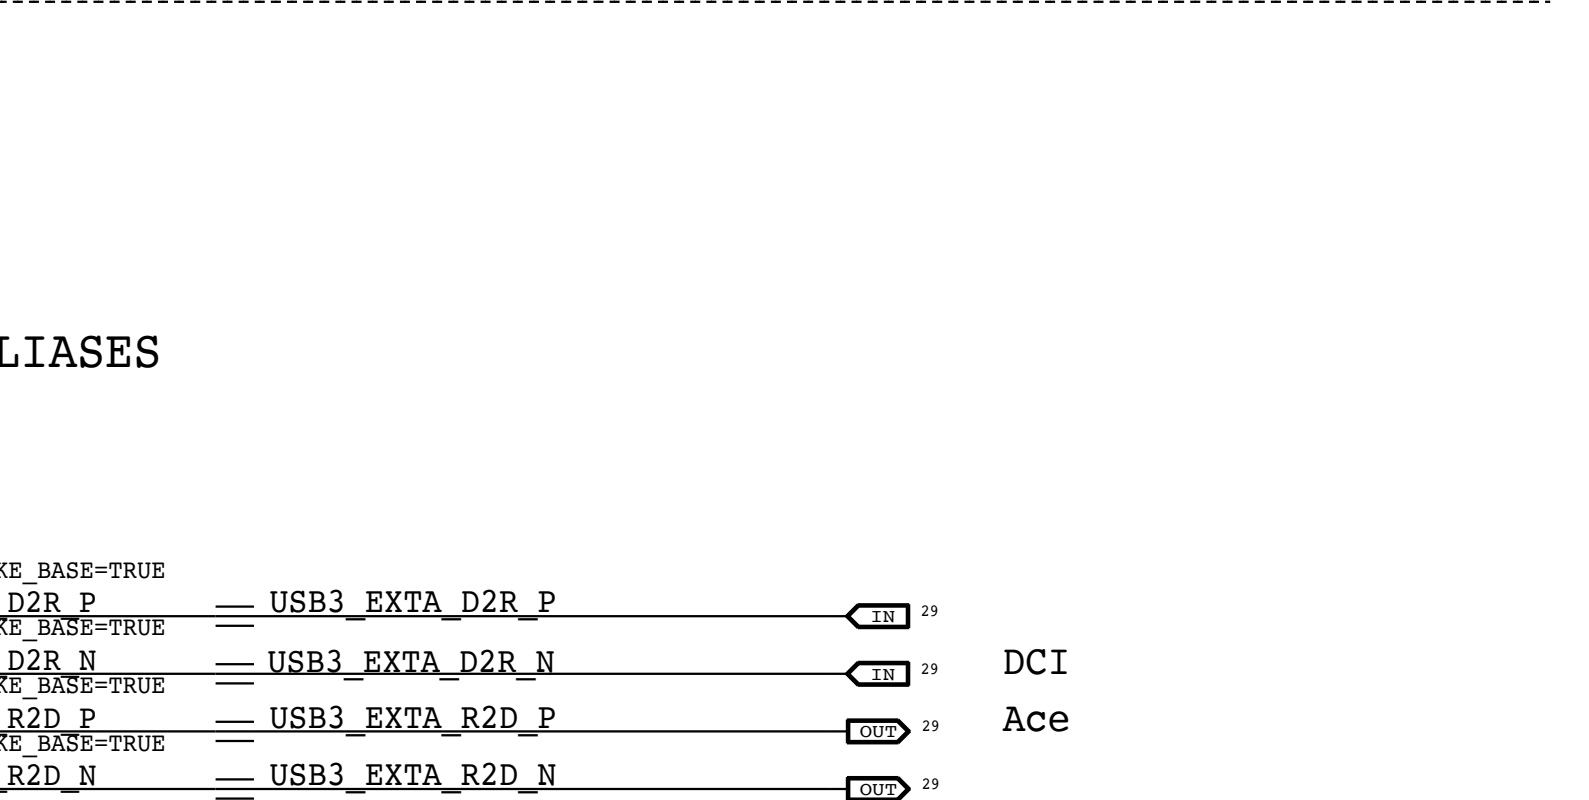 LIASES
KE_BASE=TRUE
D2R_P USB3_EXTA_D2R_P IN 29
KE_BASE=TRUE
D2R_N USB3_EXTA_D2R_N IN 29 DCI
KE_BASE=TRUE
R2D_P USB3_EXTA_R2D_P OUT 29 Ace
KE_BASE=TRUE
R2D_N USB3_EXTA_R2D_N OUT 29